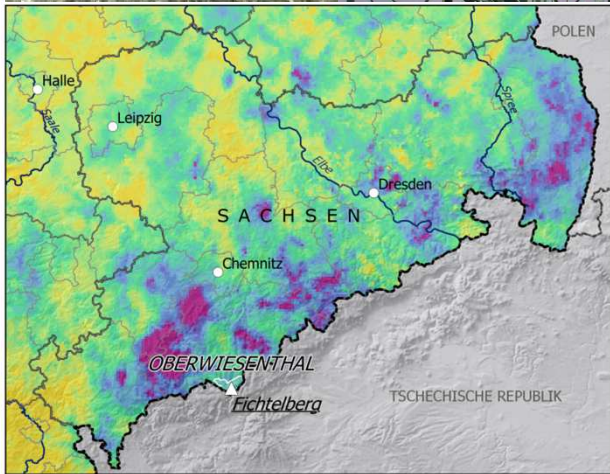 POLEN
Halle
Saale
Leipzig
Spree
Elbe
Dresden
SACHSEN
Chemnitz
OBERWIESENTHAL
Fichtelberg
TSCHECHISCHE REPUBLIK